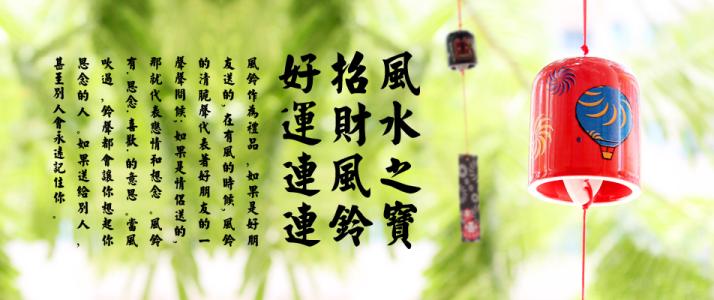 風水之寶
招財風鈴
好運連連
風鈴作為禮品,如果是好朋
友送的,在有風的時候,風鈴
的清脆聲代表著好朋友的一
聲聲問候;如果是情侶送的,
那就代表戀情和想念。風鈴
有 思念 喜歡 的意思。當風
吹過,鈴聲都會讓你想起你
思念的人。如果送給別人,
甚至別人會永遠記住你。